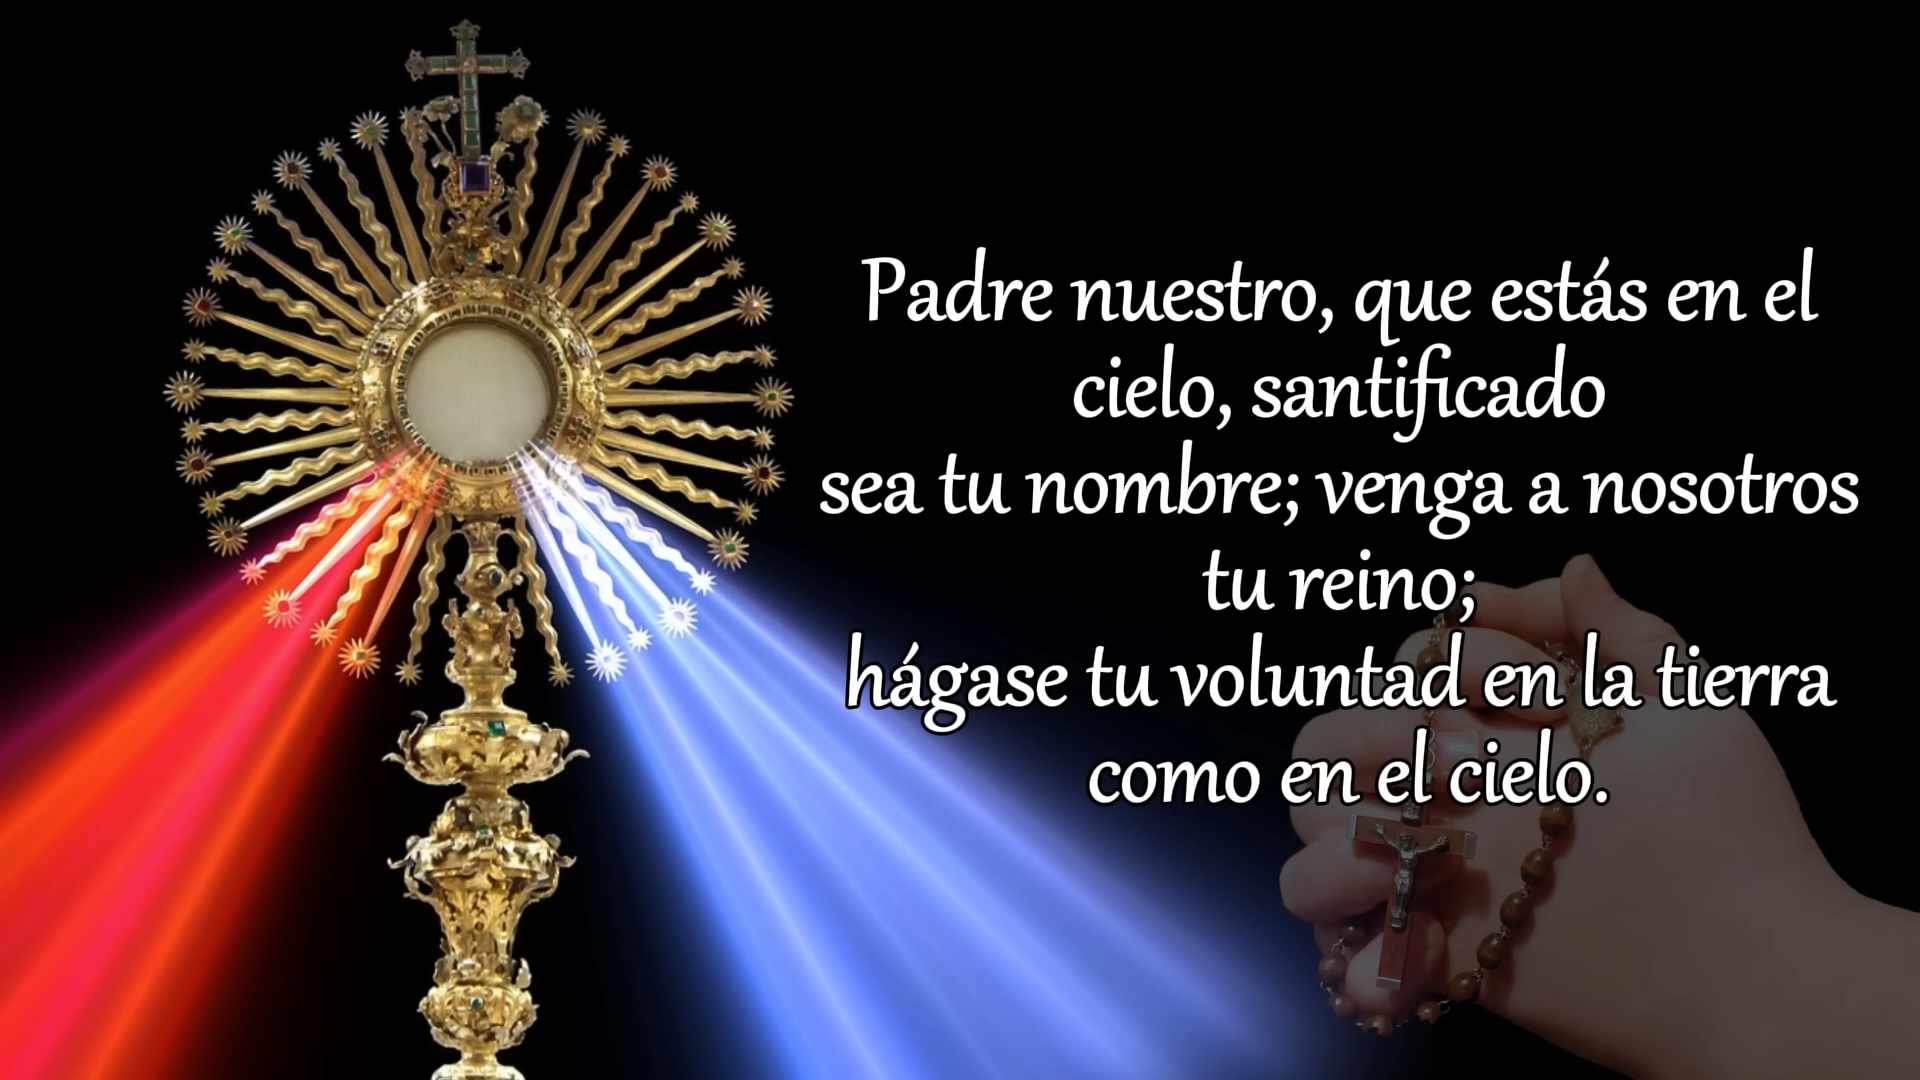 Padre nuestro, que estás en el
cielo, santificado
sea tu nombre; venga a nosotros
tu reino;
hágase tu voluntad en la tierra
como en el cielo.